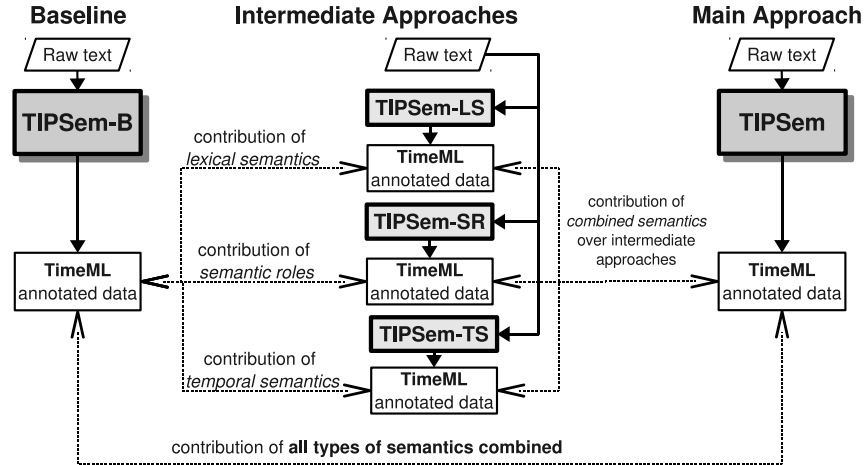 Baseline
Intermediate Approaches
Main Approach
Raw text
Raw text
Raw text
TIPSem-B
TIPSem-LS
TIPSem
contribution of
lexical semantics
TimeML
annotated data
contribution of
combined semantics
over intermediate
approaches
TIPSem-SR
TimeML
annotated data
contribution of
semantic roles
TimeML
annotated data
TimeML
annotated data
TIPSem-TS
contribution of
temporal semantics
TimeML
annotated data
contribution of all types of semantics combined